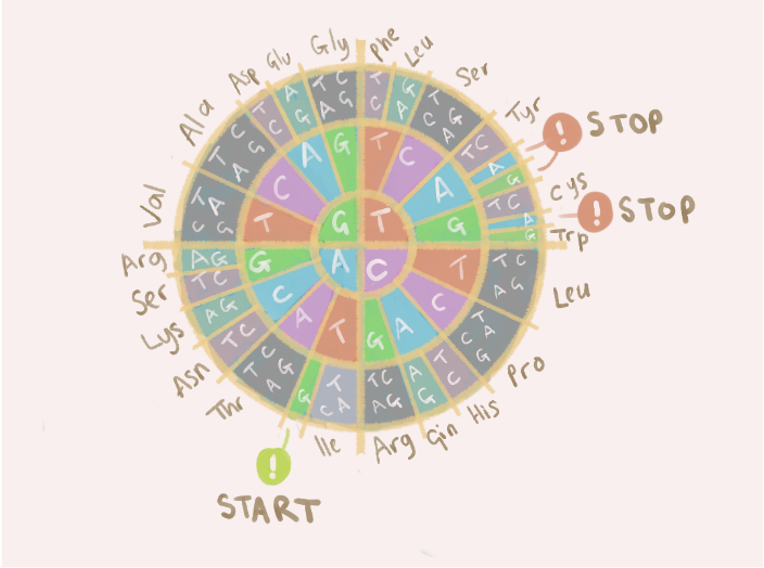 Phe
Leu
Ser
Tyr
! STOP
Cys
! STOP
Trp
Leu
Pro
His
Gin
Arg
Ile
!
START
Thr
Asn
Lys
Ser
Arg
Val
Ala
Asp
Glu
Gly
T C
G A
T C A G
T C
A
G
T C
A
G
T C
A G
T A C G
T C
A G
T C
A G
T C A
G
T C G A
T C
A G
T C
A G
T A
C G
T C A G
T C
A G
T C
A G
T C A G
T C A G
T A C G
T C A G
G T
A C